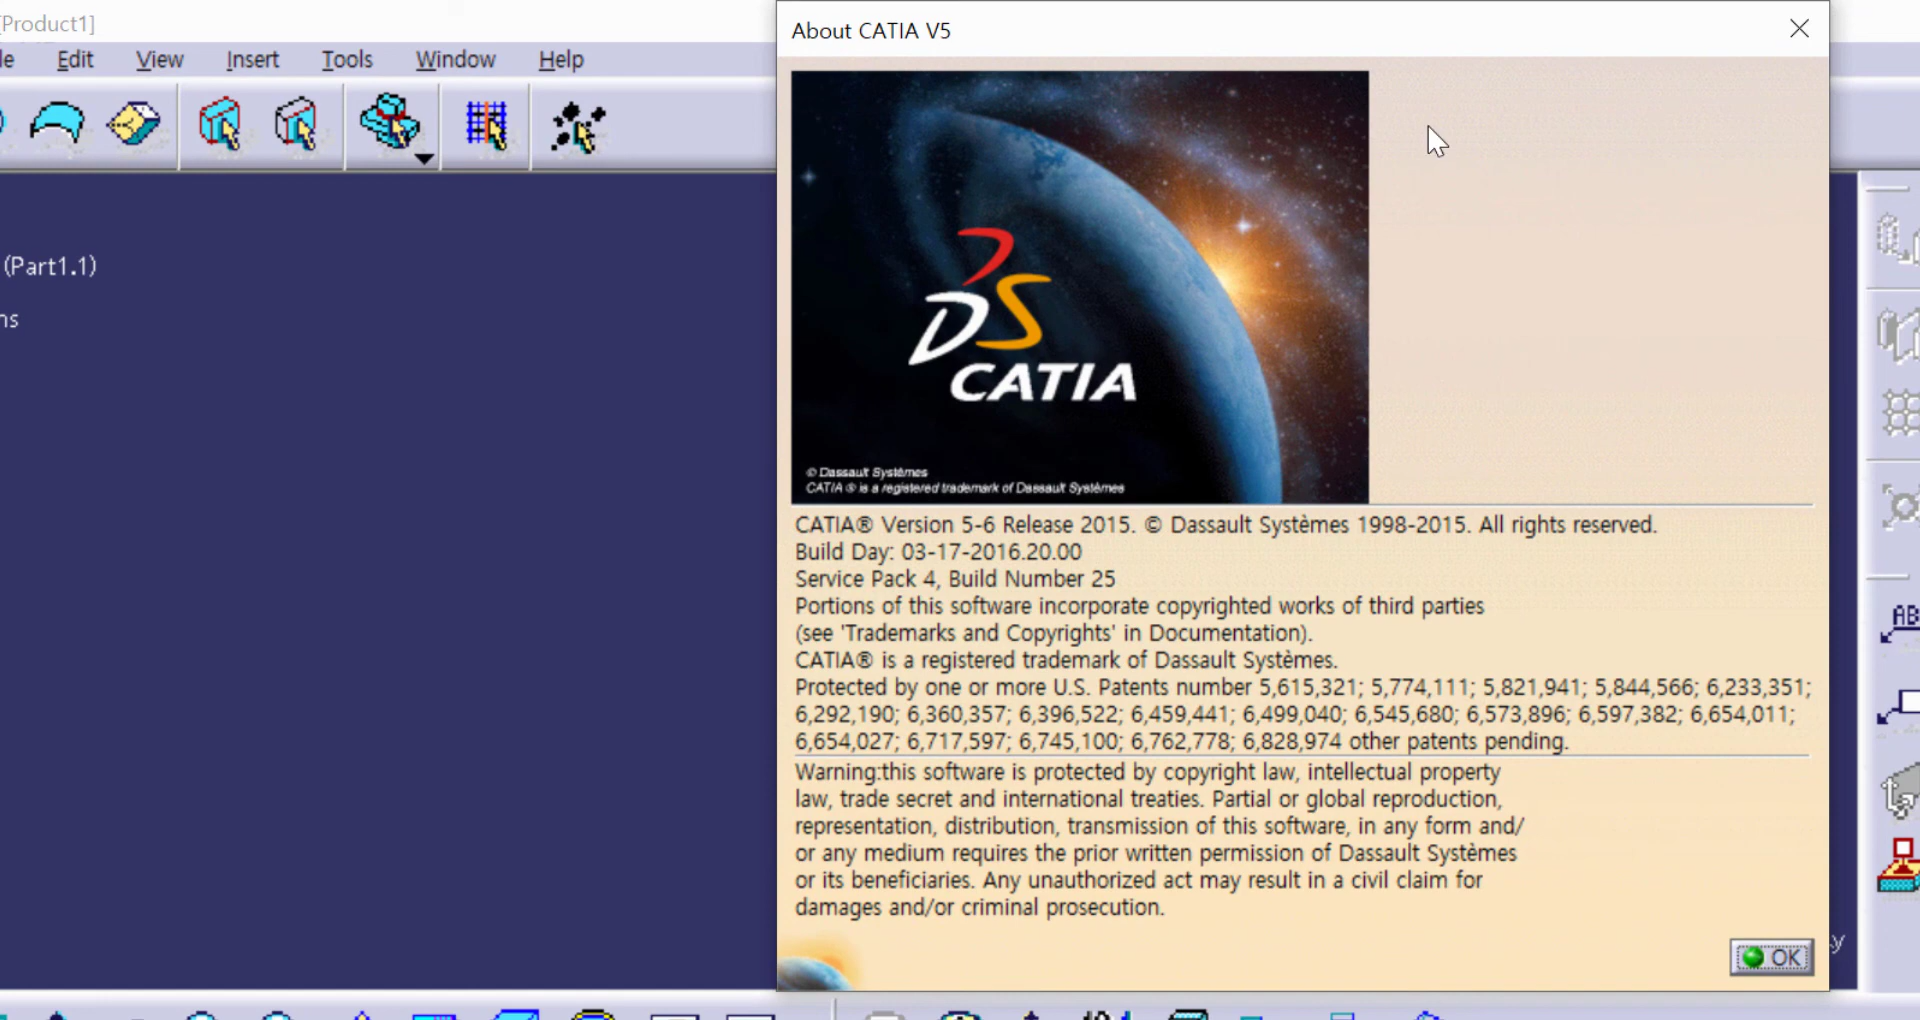 [Product1]
Edit View Insert Tools Window Help
(Part1.1)
About CATIA V5
DS
CATIA
© Dassault Systèmes
CATIA ® is a registered trademark of Dassault Systèmes
CATIA® Version 5-6 Release 2015. © Dassault Systèmes 1998-2015. All rights reserved.
Build Day: 03-17-2016.20.00
Service Pack 4, Build Number 25
Portions of this software incorporate copyrighted works of third parties
(see 'Trademarks and Copyrights' in Documentation).
CATIA® is a registered trademark of Dassault Systèmes.
Protected by one or more U.S. Patents number 5,615,321; 5,774,111; 5,821,941; 5,844,566; 6,233,351;
6,292,190; 6,360,357; 6,396,522; 6,459,441; 6,499,040; 6,545,680; 6,573,896; 6,597,382; 6,654,011;
6,654,027; 6,717,597; 6,745,100; 6,762,778; 6,828,974 other patents pending.
Warning:this software is protected by copyright law, intellectual property
law, trade secret and international treaties. Partial or global reproduction,
representation, distribution, transmission of this software, in any form and/
or any medium requires the prior written permission of Dassault Systèmes
or its beneficiaries. Any unauthorized act may result in a civil claim for
damages and/or criminal prosecution.
OK